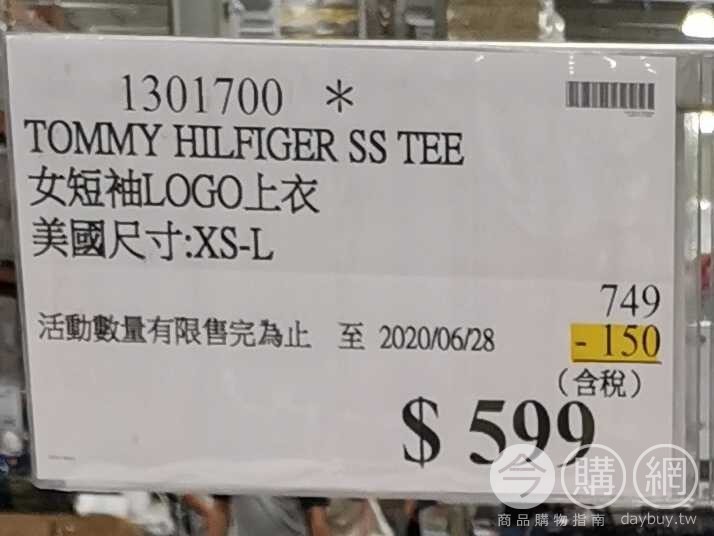 1301700 *
TOMMY HILFIGER SS TEE
女短袖LOGO上衣
美國尺寸:XS-L
749
活動數量有限售完為止 至 2020/06/28 - 150
(含稅)
$ 599
今購網
商品購物指南 daybuy.tw